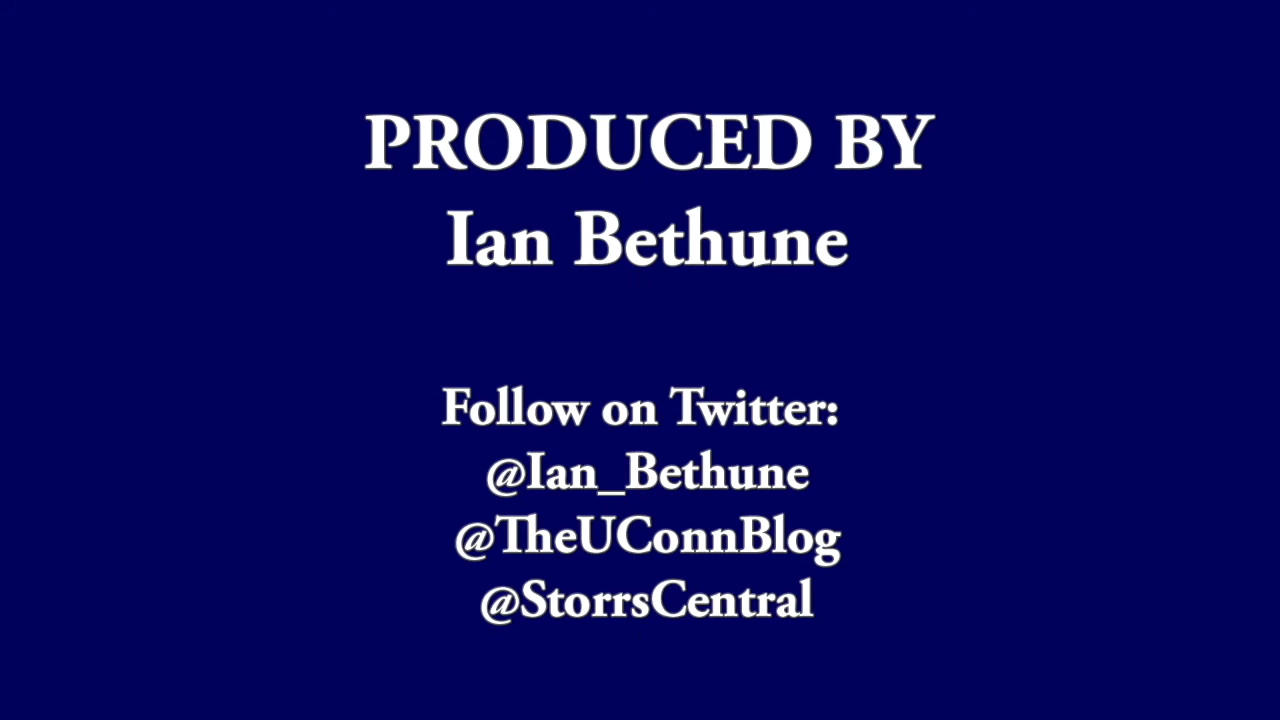 PRODUCED BY
Ian Bethune
Follow on Twitter:
@Ian_Bethune
@TheUConnBlog
@StorrsCentral